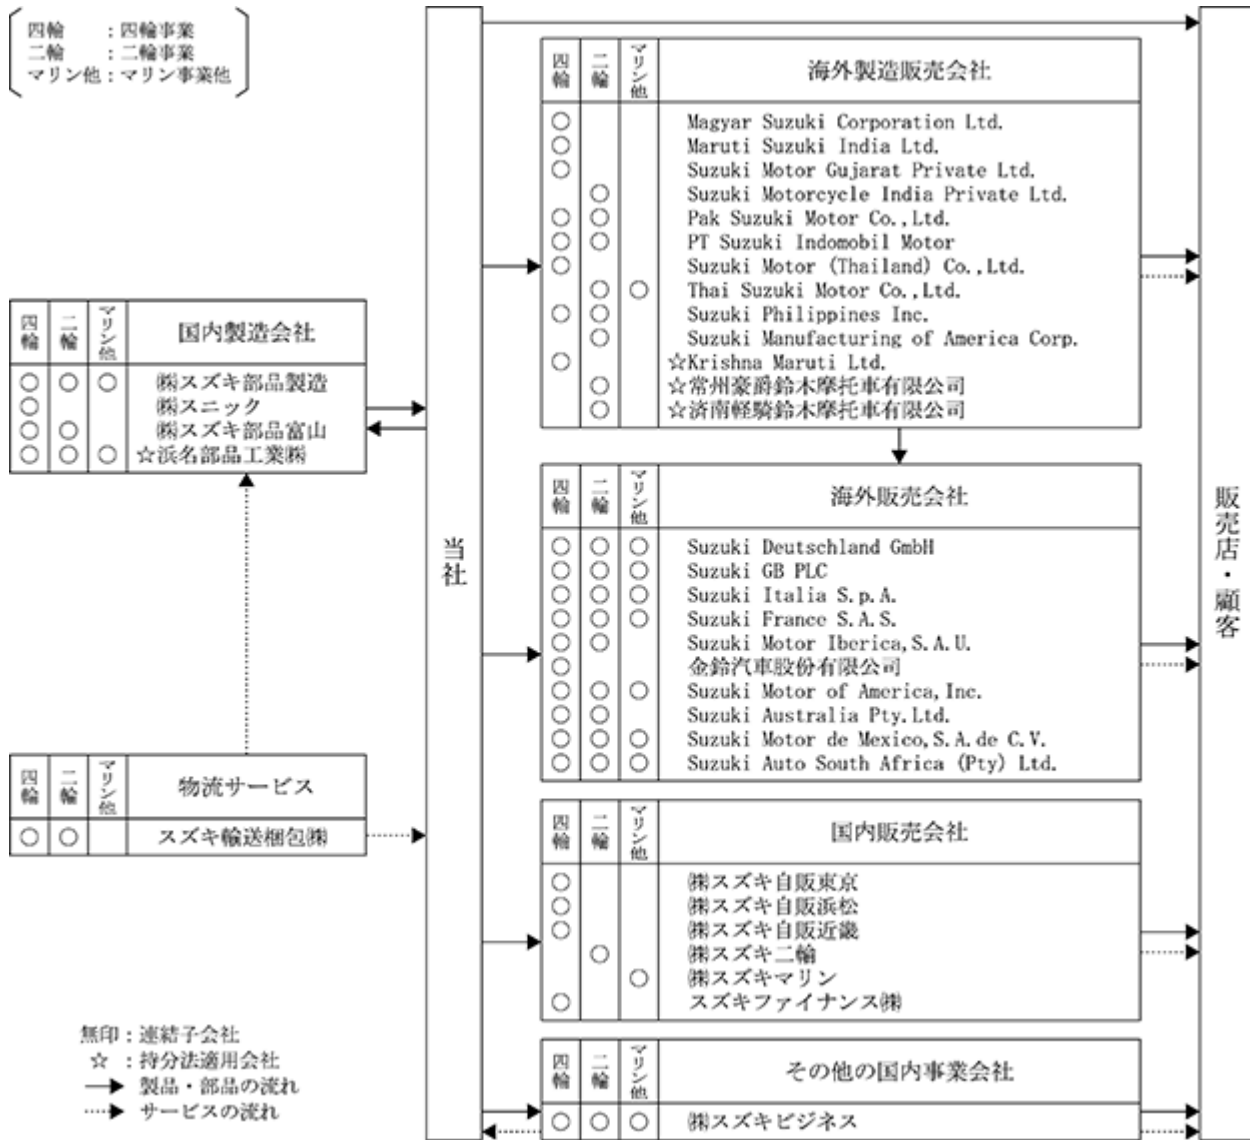 四輪 ：四輪事業
二輪 ：二輪事業
マリン他：マリン事業他
当社
販売店・顧客
四輪 二輪 マリン他 海外製造販売会社
○ Magyar Suzuki Corporation Ltd.
○ Maruti Suzuki India Ltd.
○ Suzuki Motor Gujarat Private Ltd.
○ Suzuki Motorcycle India Private Ltd.
○ ○ Pak Suzuki Motor Co.,Ltd.
○ ○ PT Suzuki Indomobil Motor
○ Suzuki Motor (Thailand) Co.,Ltd.
○ ○ Thai Suzuki Motor Co.,Ltd.
○ ○ Suzuki Philippines Inc.
○ Suzuki Manufacturing of America Corp.
○ ☆Krishna Maruti Ltd.
○ ☆常州豪爵鈴木摩托車有限公司
○ ☆済南軽騎鈴木摩托車有限公司
四輪 二輪 マリン他 国内製造会社
○ ○ ○ ㈱スズキ部品製造
○ ㈱スニック
○ ○ ㈱スズキ部品富山
○ ○ ○ ☆浜名部品工業㈱
四輪 二輪 マリン他 海外販売会社
○ ○ ○ Suzuki Deutschland GmbH
○ ○ ○ Suzuki GB PLC
○ ○ ○ Suzuki Italia S.p.A.
○ ○ ○ Suzuki France S.A.S.
○ ○ Suzuki Motor Iberica,S.A.U.
○ 金鈴汽車股份有限公司
○ ○ ○ Suzuki Motor of America,Inc.
○ ○ Suzuki Australia Pty.Ltd.
○ ○ ○ Suzuki Motor de Mexico,S.A.de C.V.
○ ○ ○ Suzuki Auto South Africa (Pty) Ltd.
四輪 二輪 マリン他 物流サービス
○ ○ スズキ輸送梱包㈱
四輪 二輪 マリン他 国内販売会社
○ ㈱スズキ自販東京
○ ㈱スズキ自販浜松
○ ㈱スズキ自販近畿
○ ㈱スズキ二輪
○ ㈱スズキマリン
○ スズキファイナンス㈱
四輪 二輪 マリン他 その他の国内事業会社
○ ○ ○ ㈱スズキビジネス
無印：連結子会社
☆ ：持分法適用会社
製品・部品の流れ
サービスの流れ